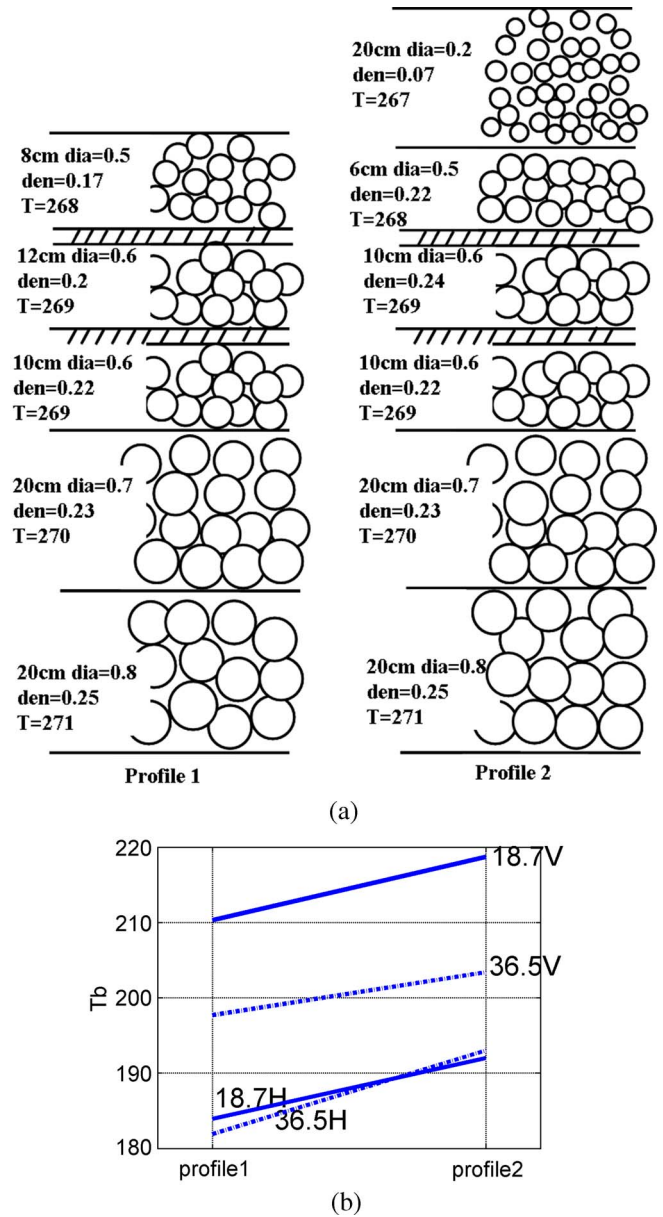 8cm dia=0.5
den=0.17
T=268
12cm dia=0.6
den=0.2
T=269
10cm dia=0.6
den=0.22
T=269
20cm dia=0.7
den=0.23
T=270
20cm dia=0.8
den=0.25
T=271
Profile 1
20cm dia=0.2
den=0.07
T=267
6cm dia=0.5
den=0.22
T=268
10cm dia=0.6
den=0.24
T=269
10cm dia=0.6
den=0.22
T=269
20cm dia=0.7
den=0.23
T=270
20cm dia=0.8
den=0.25
T=271
Profile 2
(a)
220
18.7V
210
36.5V
200
Tb
190
18.7H
36.5H
180
profile1
profile2
(b)